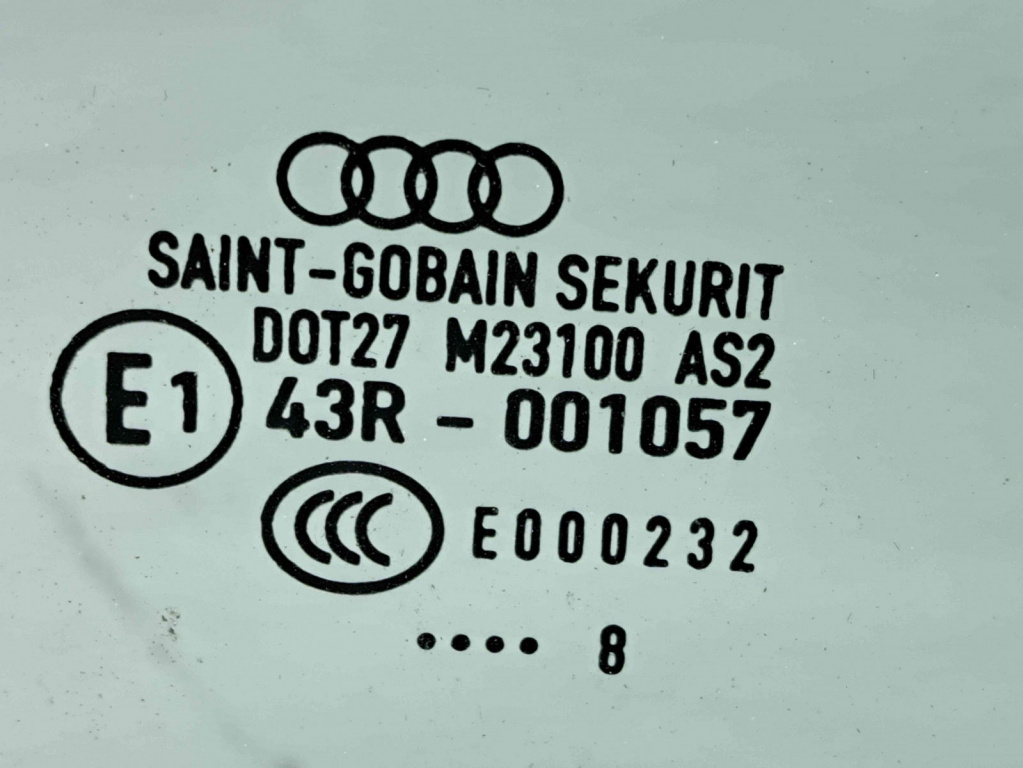 SAINT-GOBAIN SEKURIT
DOT27 M23100 AS2
E1 43R - 001057
CCC E000232
•••• 8